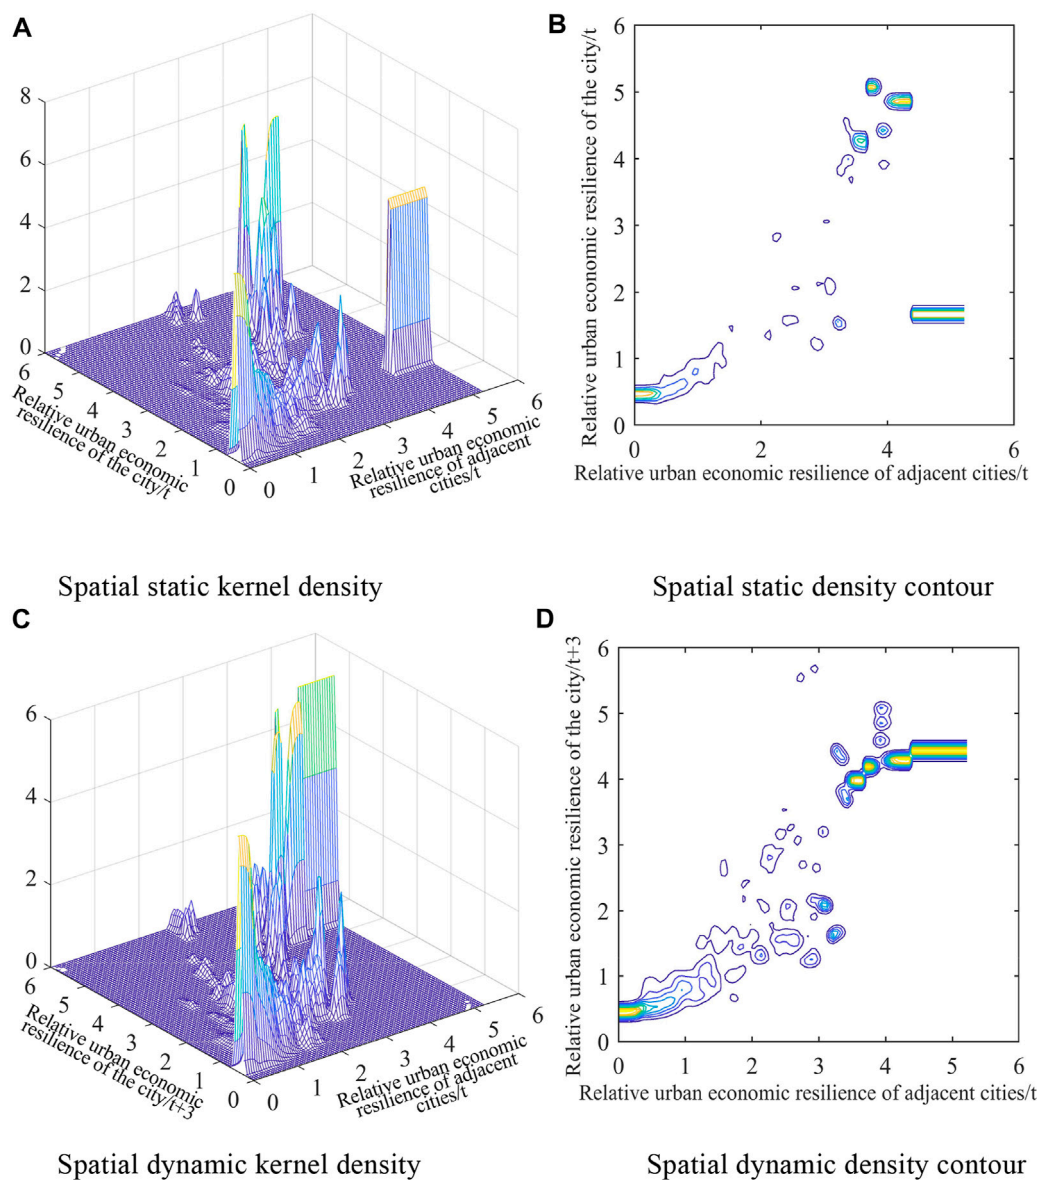 A
8
6
4
2
0
6
5
4
3
2
1
0
0
1
2
3
4
5
6
Relative urban economic
resilience of the city/t
Relative urban economic
resilience of adjacent
cities/t
B
6
5
4
3
2
1
0
0
2
4
6
Relative urban economic resilience of the city/t
Relative urban economic resilience of adjacent cities/t
Spatial static kernel density
Spatial static density contour
C
6
4
2
0
6
5
4
3
2
1
0
0
1
2
3
4
5
6
Relative urban economic
resilience of the city/t+3
Relative urban economic
resilience of adjacent
cities/t
D
6
5
4
3
2
1
0
0
1
2
3
4
5
6
Relative urban economic resilience of the city/t+3
Relative urban economic resilience of adjacent cities/t
Spatial dynamic kernel density
Spatial dynamic density contour